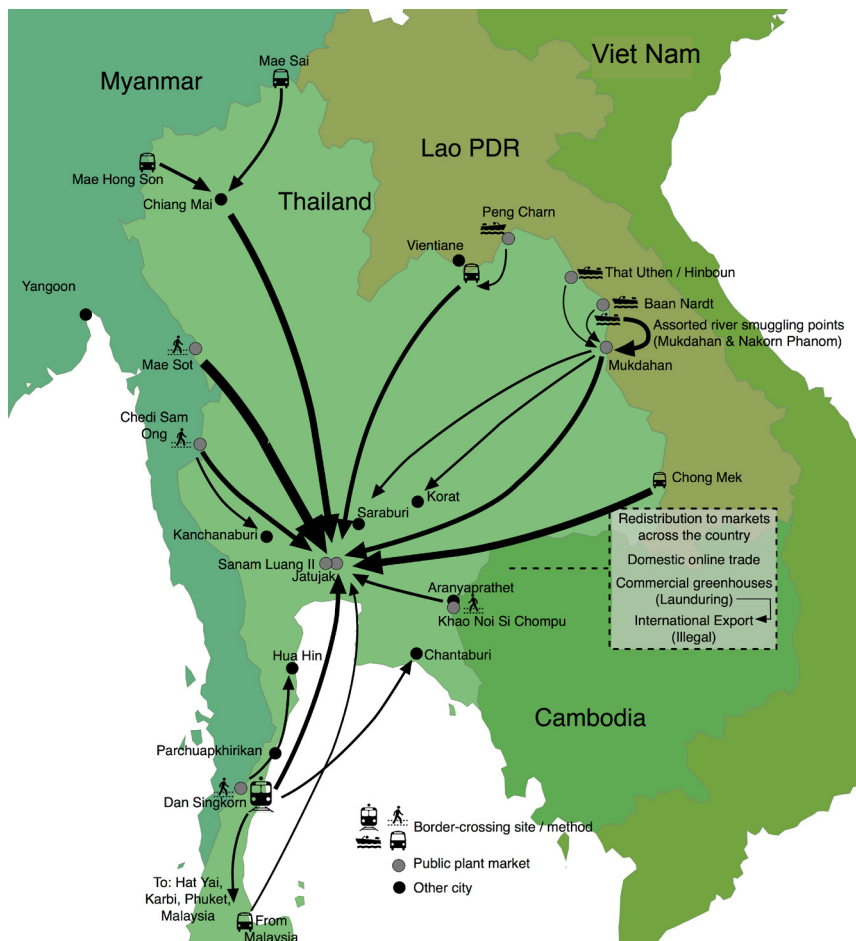 Viet Nam
Mae Sai
Myanmar
Lao PDR
Mae Hong Son
Chiang Mai
Thailand
Peng Charn
Vientiane
That Uthen / Hinboun
Yangoon
Baan Nardt
Assorted river smuggling points
(Mukdahan & Nakorn Phanom)
Mae Sot
Mukdahan
Chedi Sam
Ong
Chong Mek
Korat
Saraburi
Kanchanaburi
Redistribution to markets
across the country
Domestic online trade
Commercial greenhouses
(Launduring)
International Export
(Illegal)
Sanam Luang II
Jatujak
Aranyaprathet
Khao Noi Si Chompu
Hua Hin
Chantaburi
Cambodia
Parchuapkhirikan
Dan Singkorn
Border-crossing site / method
Public plant market
Other city
To: Hat Yai,
Karbi, Phuket,
Malaysia
From
Malaysia